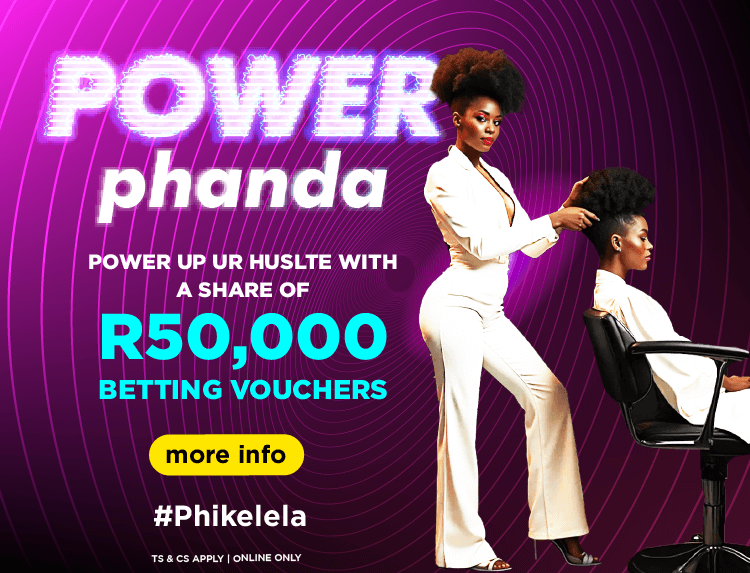 POWER
phanda
POWER UP UR HUSLTE WITH
A SHARE OF
R50,000
BETTING VOUCHERS
more info
#Phikelela
TS & CS APPLY | ONLINE ONLY